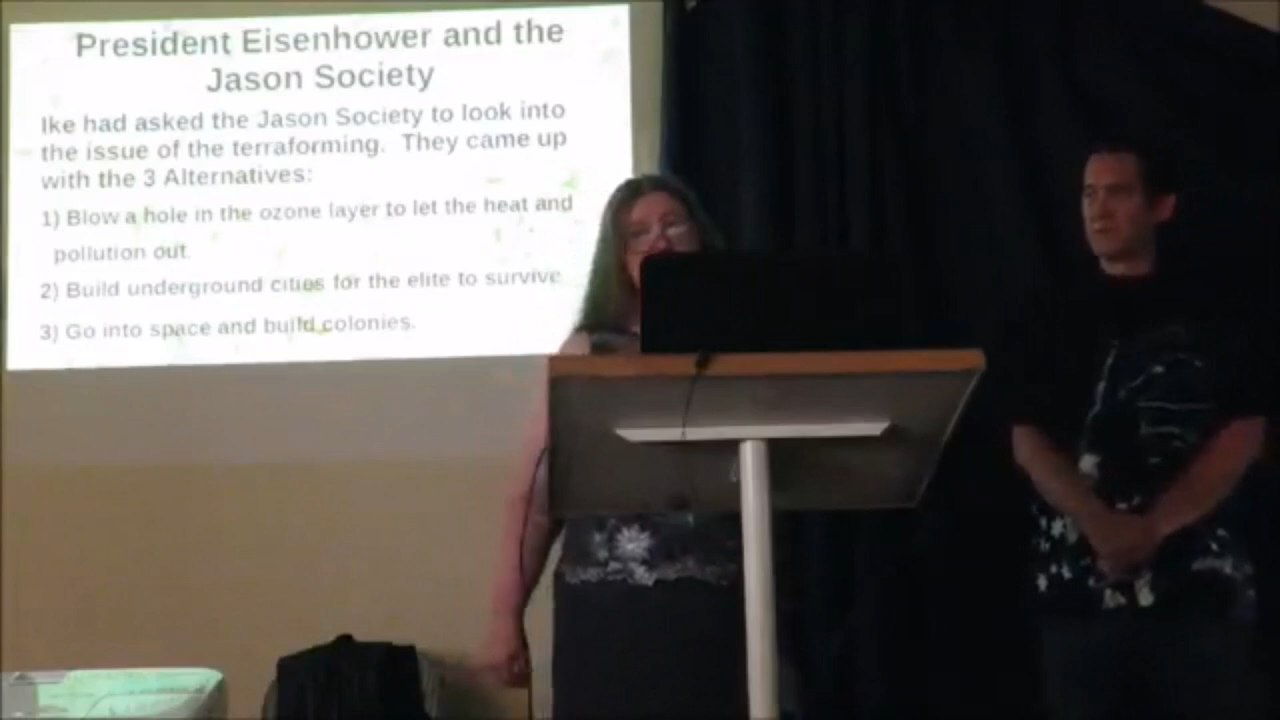 President Eisenhower and the
Jason Society
Ike had asked the Jason Society to look into
the issue of the terraforming. They came up
with the 3 Alternatives:
1) Blow a hole in the ozone layer to let the heat and
pollution out.
2) Build underground cities for the elite to survive
3) Go into space and build colonies.